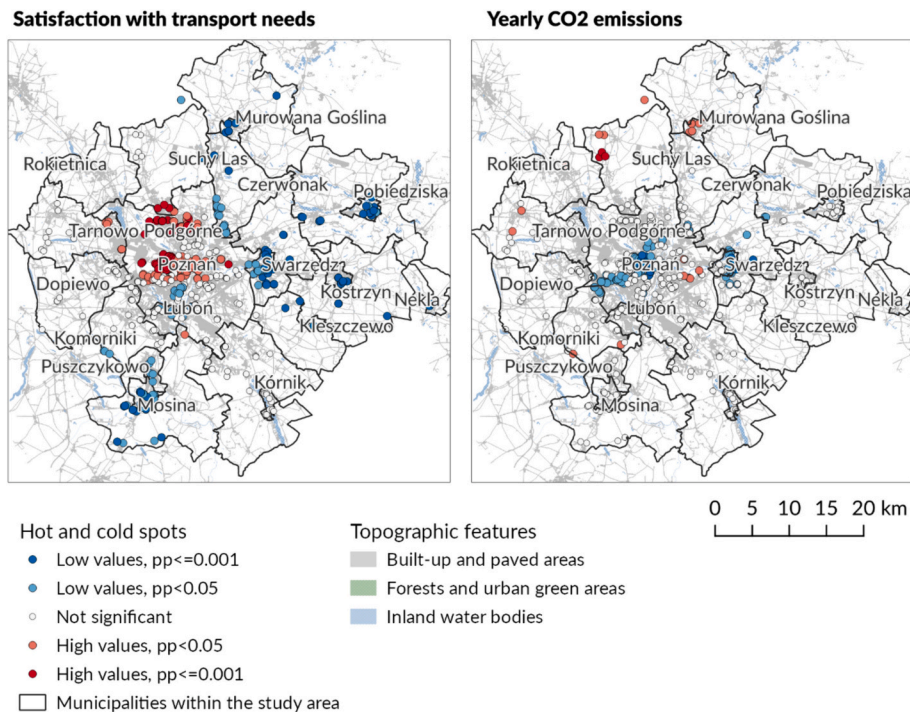 Satisfaction with transport needs
Murowana Goślina
Rokietnica
Suchy Las
Czerwonak
Pobiedziska
Tarnowo Podgórne
Poznan
Swarzędz
Dopiewo
Kostrzyn
Nekla
Luboń
Kleszczewo
Komorniki
Puszczykowo
Kórnik
Mosina
Yearly CO2 emissions
Murowana Goślina
Rokietnica
Suchy Las
Czerwonak
Pobiedziska
Tarnowo Podgórne
Poznan
Swarzędz
Dopiewo
Kostrzyn
Nekla
Luboń
Kleszczewo
Komorniki
Puszczykowo
Kórnik
Mosina
0 5 10 15 20 km
Hot and cold spots
Low values, pp<=0.001
Low values, pp<0.05
Not significant
High values, pp<0.05
High values, pp<=0.001
Municipalities within the study area
Topographic features
Built-up and paved areas
Forests and urban green areas
Inland water bodies